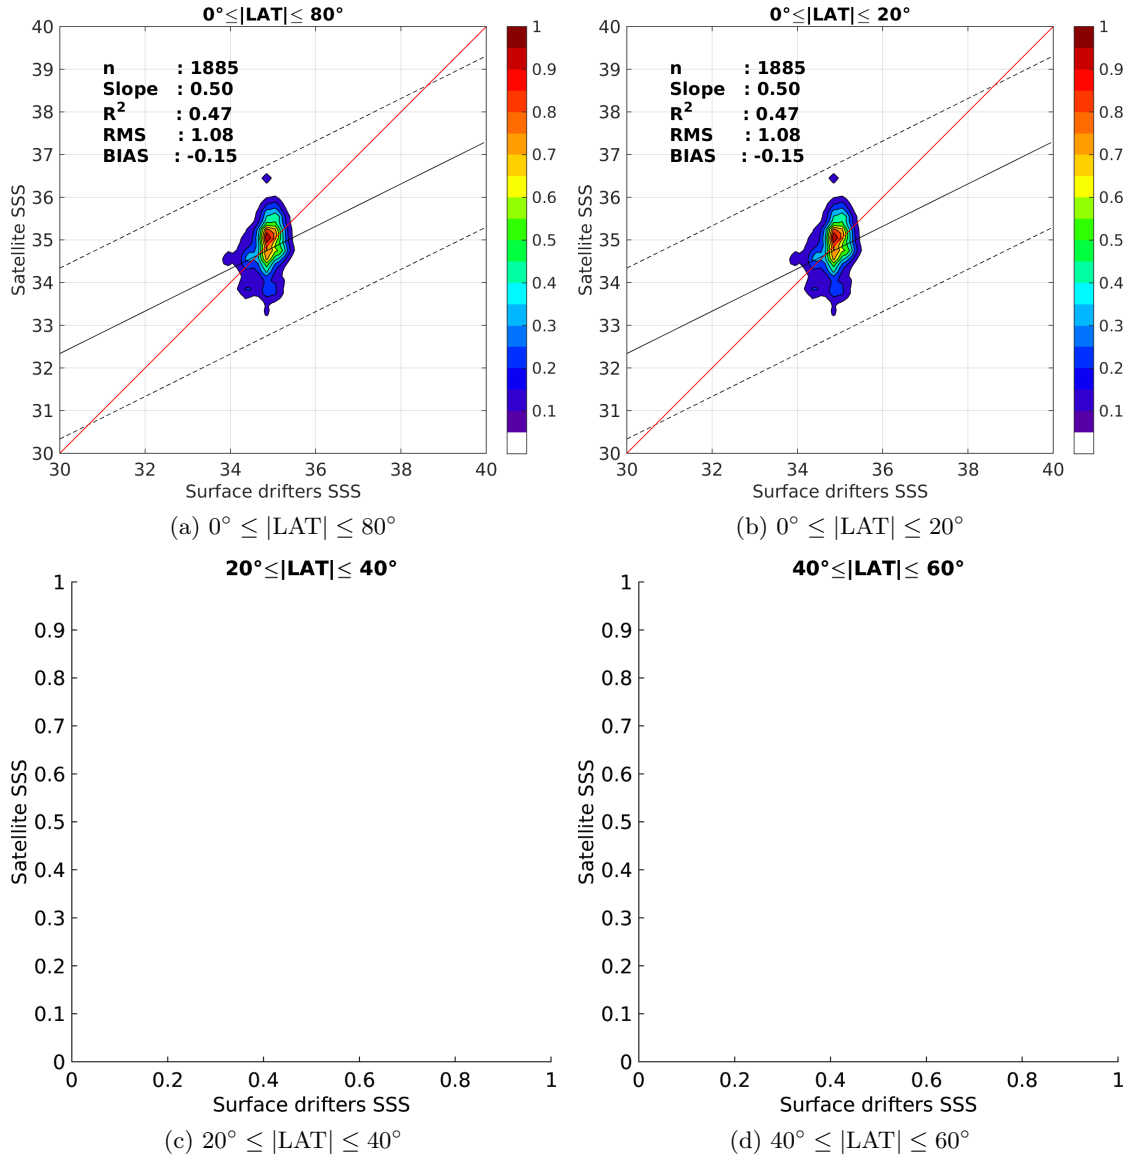 0°≤|LAT|≤ 80°
40
39
38
37
36
35
34
33
32
31
30
Satellite SSS
n : 1885
Slope : 0.50
R² : 0.47
RMS : 1.08
BIAS : -0.15
30 32 34 36 38 40
Surface drifters SSS
1
0.9
0.8
0.7
0.6
0.5
0.4
0.3
0.2
0.1
(a) 0° ≤ |LAT| ≤ 80°
0°≤|LAT|≤ 20°
40
39
38
37
36
35
34
33
32
31
30
Satellite SSS
n : 1885
Slope : 0.50
R² : 0.47
RMS : 1.08
BIAS : -0.15
30 32 34 36 38 40
Surface drifters SSS
1
0.9
0.8
0.7
0.6
0.5
0.4
0.3
0.2
0.1
(b) 0° ≤ |LAT| ≤ 20°
20°≤|LAT|≤ 40°
1
0.9
0.8
0.7
0.6
0.5
0.4
0.3
0.2
0.1
0
Satellite SSS
0 0.2 0.4 0.6 0.8 1
Surface drifters SSS
(c) 20° ≤ |LAT| ≤ 40°
40°≤|LAT|≤ 60°
1
0.9
0.8
0.7
0.6
0.5
0.4
0.3
0.2
0.1
0
Satellite SSS
0 0.2 0.4 0.6 0.8 1
Surface drifters SSS
(d) 40° ≤ |LAT| ≤ 60°